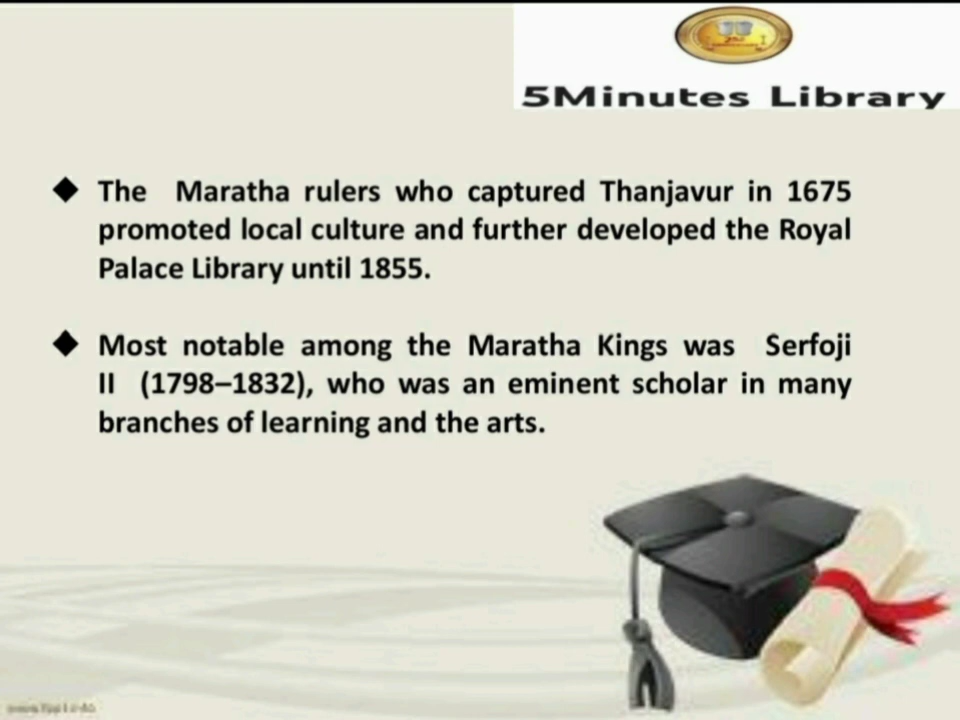 5Minutes Library
◆ The Maratha rulers who captured Thanjavur in 1675
promoted local culture and further developed the Royal
Palace Library until 1855.
◆ Most notable among the Maratha Kings was Serfoji
II (1798–1832), who was an eminent scholar in many
branches of learning and the arts.